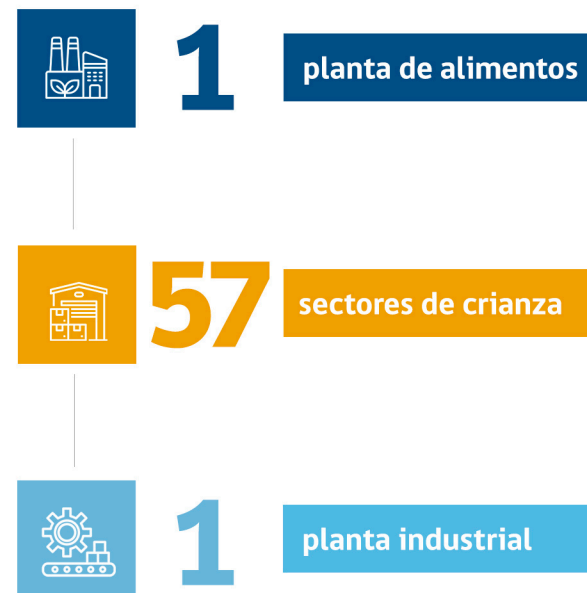 1 planta de alimentos
57 sectores de crianza
1 planta industrial